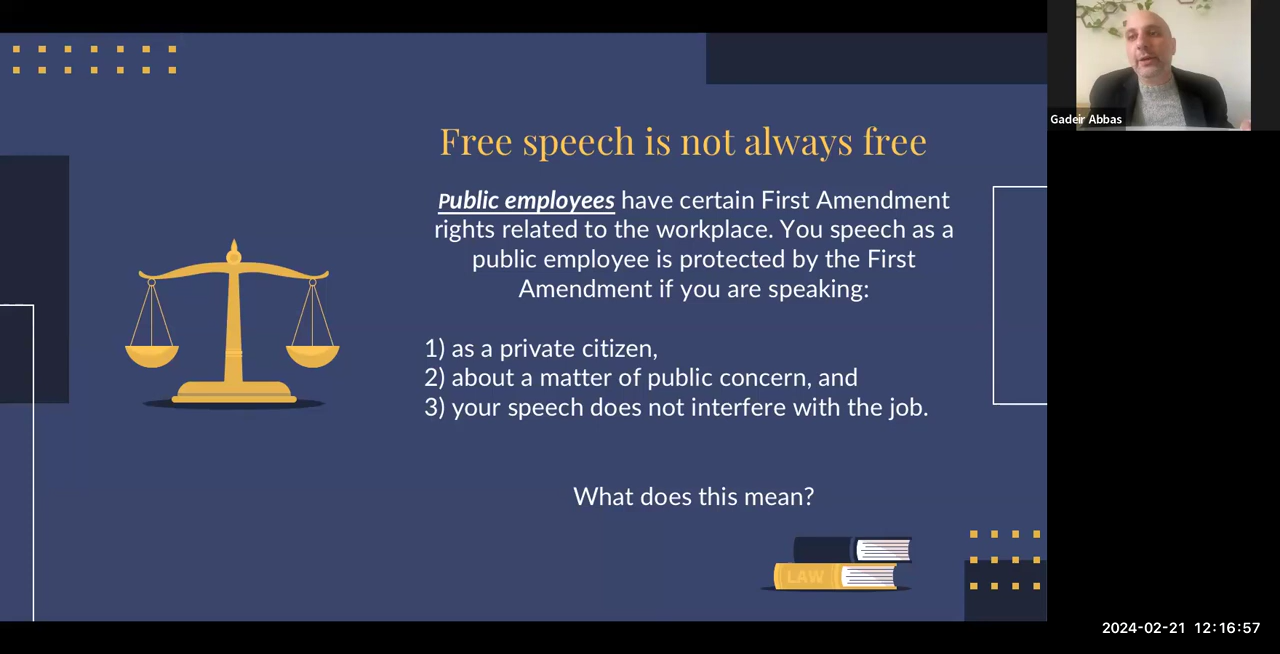 Free speech is not always free
Public employees have certain First Amendment
rights related to the workplace. You speech as a
public employee is protected by the First
Amendment if you are speaking:
1) as a private citizen,
2) about a matter of public concern, and
3) your speech does not interfere with the job.
What does this mean?
LAW
Gadeir Abbas
2024-02-21 12:16:57